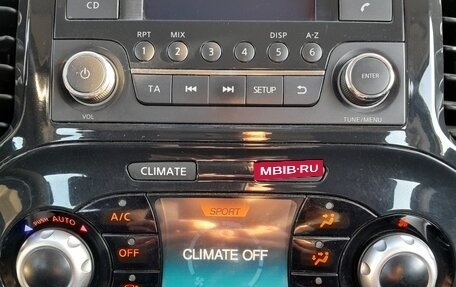 CD
RPT MIX DISP A-Z
1 2 3 4 5 6
ENTER
TA SETUP
VOL TUNE/MENU
CLIMATE MBIB·RU
SPORT
PUSH AUTO A/C
OFF CLIMATE OFF